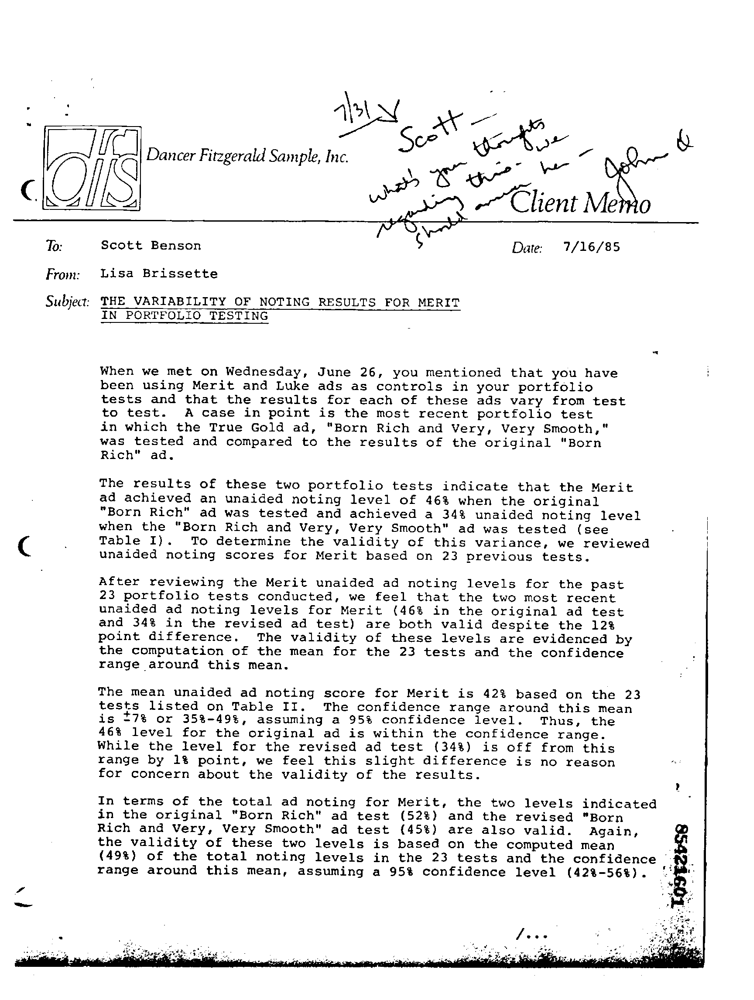 7/31
Scott —
what's your thoughts
regarding this - we
should answer her —
John
dfs
Dancer Fitzgerald Sample, Inc.
Client Memo
To: Scott Benson
Date: 7/16/85
From: Lisa Brissette
Subject: THE VARIABILITY OF NOTING RESULTS FOR MERIT
IN PORTFOLIO TESTING
When we met on Wednesday, June 26, you mentioned that you have
been using Merit and Luke ads as controls in your portfolio
tests and that the results for each of these ads vary from test
to test. A case in point is the most recent portfolio test
in which the True Gold ad, "Born Rich and Very, Very Smooth,"
was tested and compared to the results of the original "Born
Rich" ad.
The results of these two portfolio tests indicate that the Merit
ad achieved an unaided noting level of 46% when the original
"Born Rich" ad was tested and achieved a 34% unaided noting level
when the "Born Rich and Very, Very Smooth" ad was tested (see
Table I). To determine the validity of this variance, we reviewed
unaided noting scores for Merit based on 23 previous tests.
After reviewing the Merit unaided ad noting levels for the past
23 portfolio tests conducted, we feel that the two most recent
unaided ad noting levels for Merit (46% in the original ad test
and 34% in the revised ad test) are both valid despite the 12%
point difference. The validity of these levels are evidenced by
the computation of the mean for the 23 tests and the confidence
range around this mean.
The mean unaided ad noting score for Merit is 42% based on the 23
tests listed on Table II. The confidence range around this mean
is ±7% or 35%-49%, assuming a 95% confidence level. Thus, the
46% level for the original ad is within the confidence range.
While the level for the revised ad test (34%) is off from this
range by 1% point, we feel this slight difference is no reason
for concern about the validity of the results.
In terms of the total ad noting for Merit, the two levels indicated
in the original "Born Rich" ad test (52%) and the revised "Born
Rich and Very, Very Smooth" ad test (45%) are also valid. Again,
the validity of these two levels is based on the computed mean
(49%) of the total noting levels in the 23 tests and the confidence
range around this mean, assuming a 95% confidence level (42%-56%).
85421601
/...